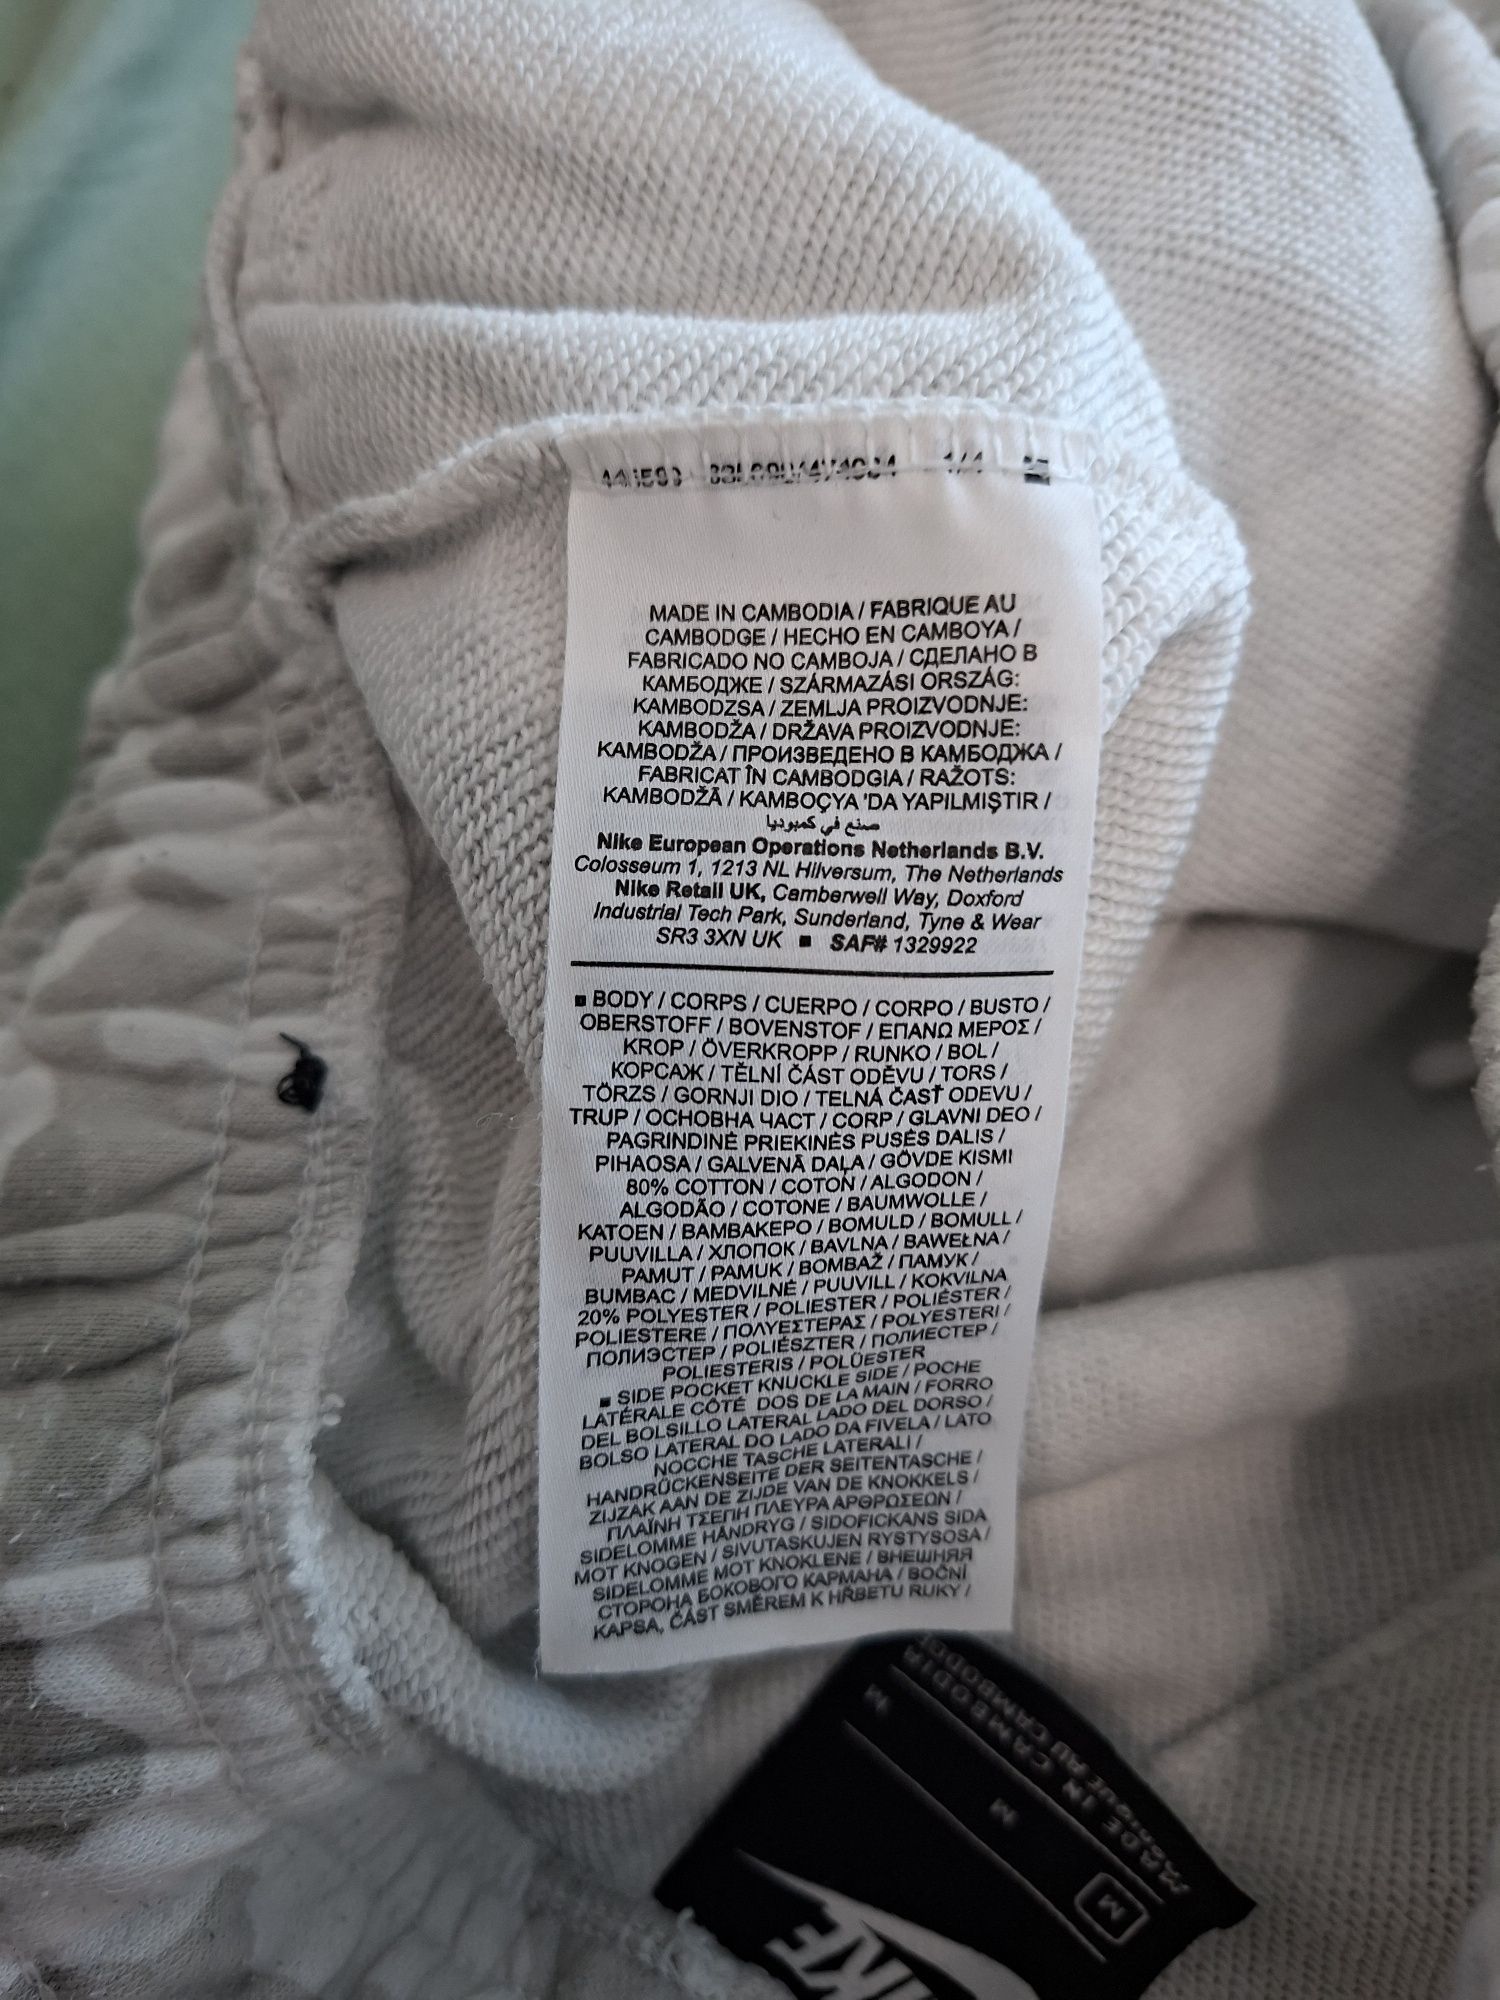 MADE IN CAMBODIA / FABRIQUE AU
CAMBODGE / HECHO EN CAMBOYA /
FABRICADO NO CAMBOJA / СДЕЛАНО В
КАМБОДЖЕ / SZÁRMAZÁSI ORSZÁG:
KAMBODZSA / ZEMLJA PROIZVODNJE:
KAMBODŽA / DRŽAVA PROIZVODNJE:
KAMBODŽA / ПРОИЗВЕДЕНО В КАМБОДЖА /
FABRICAT ÎN CAMBODGIA / RAŽOTS:
KAMBODŽĀ / KAMBOÇYA 'DA YAPILMIŞTIR /
صنع في كمبوديا
Nike European Operations Netherlands B.V.
Colosseum 1, 1213 NL Hilversum, The Netherlands
Nike Retail UK, Camberwell Way, Doxford
Industrial Tech Park, Sunderland, Tyne & Wear
SR3 3XN UK ■ SAF# 1329922
■ BODY / CORPS / CUERPO / CORPO / BUSTO /
OBERSTOFF / BOVENSTOF / ΕΠΑΝΩ ΜΕΡΟΣ /
KROP / ÖVERKROPP / RUNKO / BOL /
КОРСАЖ / TĚLNÍ ČÁST ODĚVU / TORS /
TÖRZS / GORNJI DIO / TELNÁ ČASŤ ODEVU /
TRUP / ОСНОВНА ЧАСТ / CORP / GLAVNI DEO /
PAGRINDINĖ PRIEKINĖS PUSĖS DALIS /
PIHAOSA / GALVENĀ DAĻA / GÖVDE KISMI
80% COTTON / COTON / ALGODON /
ALGODÃO / COTONE / BAUMWOLLE /
KATOEN / ΒΑΜΒΑΚΕΡΟ / BOMULD / BOMULL /
PUUVILLA / ХЛОПОК / BAVLNA / BAWEŁNA /
PAMUT / PAMUK / BOMBAŽ / ПАМУК /
BUMBAC / MEDVILNĖ / PUUVILL / KOKVILNA
20% POLYESTER / POLIESTER / POLIÉSTER /
POLIESTERE / ΠΟΛΥΕΣΤΕΡΑΣ / POLYESTERI /
ПОЛИЭСТЕР / POLIÉSZTER / ПОЛИЕСТЕР /
POLIESTERIS / POLÜESTER
■ SIDE POCKET KNUCKLE SIDE / POCHE
LATÉRALE CÔTÉ DOS DE LA MAIN / FORRO
DEL BOLSILLO LATERAL LADO DEL DORSO /
BOLSO LATERAL DO LADO DA FIVELA / LATO
NOCCHE TASCHE LATERALI /
HANDRÜCKENSEITE DER SEITENTASCHE /
ZIJZAK AAN DE ZIJDE VAN DE KNOKKELS /
ΠΛΑΪΝΗ ΤΣΕΠΗ ΠΛΕΥΡΑ ΑΡΘΡΩΣΕΩΝ /
SIDELOMME HÅNDRYG / SIDOFICKANS SIDA
MOT KNOGEN / SIVUTASKUJEN RYSTYSOSA /
SIDELOMME MOT KNOKLENE / ВНЕШНЯЯ
СТОРОНА БОКОВОГО КАРМАНА / BOČNÍ
KAPSA, ČÁST SMĚREM K HŘBETU RUKY /
MADE IN CAMBODIA
M
M
M
NIKE